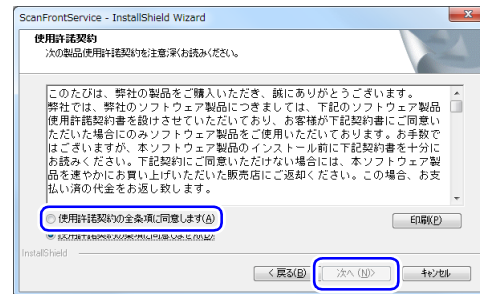 ScanFrontService - InstallShield Wizard
使用許諾契約
次の製品使用許諾契約を注意深くお読みください。
このたびは、弊社の製品をご購入いただき、誠にありがとうございます。
弊社では、弊社のソフトウェア製品につきましては、下記のソフトウェア製品
使用許諾契約書を設けさせていただいており、お客様が下記契約書にご同意い
ただいた場合にのみソフトウェア製品をご使用いただいております。お手数で
はございますが、本ソフトウェア製品のインストール前に下記契約書を十分に
お読みください。下記契約にご同意いただけない場合には、本ソフトウェア製
品を速やかにお買い上げいただいた販売店にご返却ください。この場合、お支
払い済の代金をお返し致します。
使用許諾契約の全条項に同意します(A)
印刷(P)
使用許諾契約の条項に同意しません(D)
InstallShield
< 戻る(B)
次へ (N)>
キャンセル